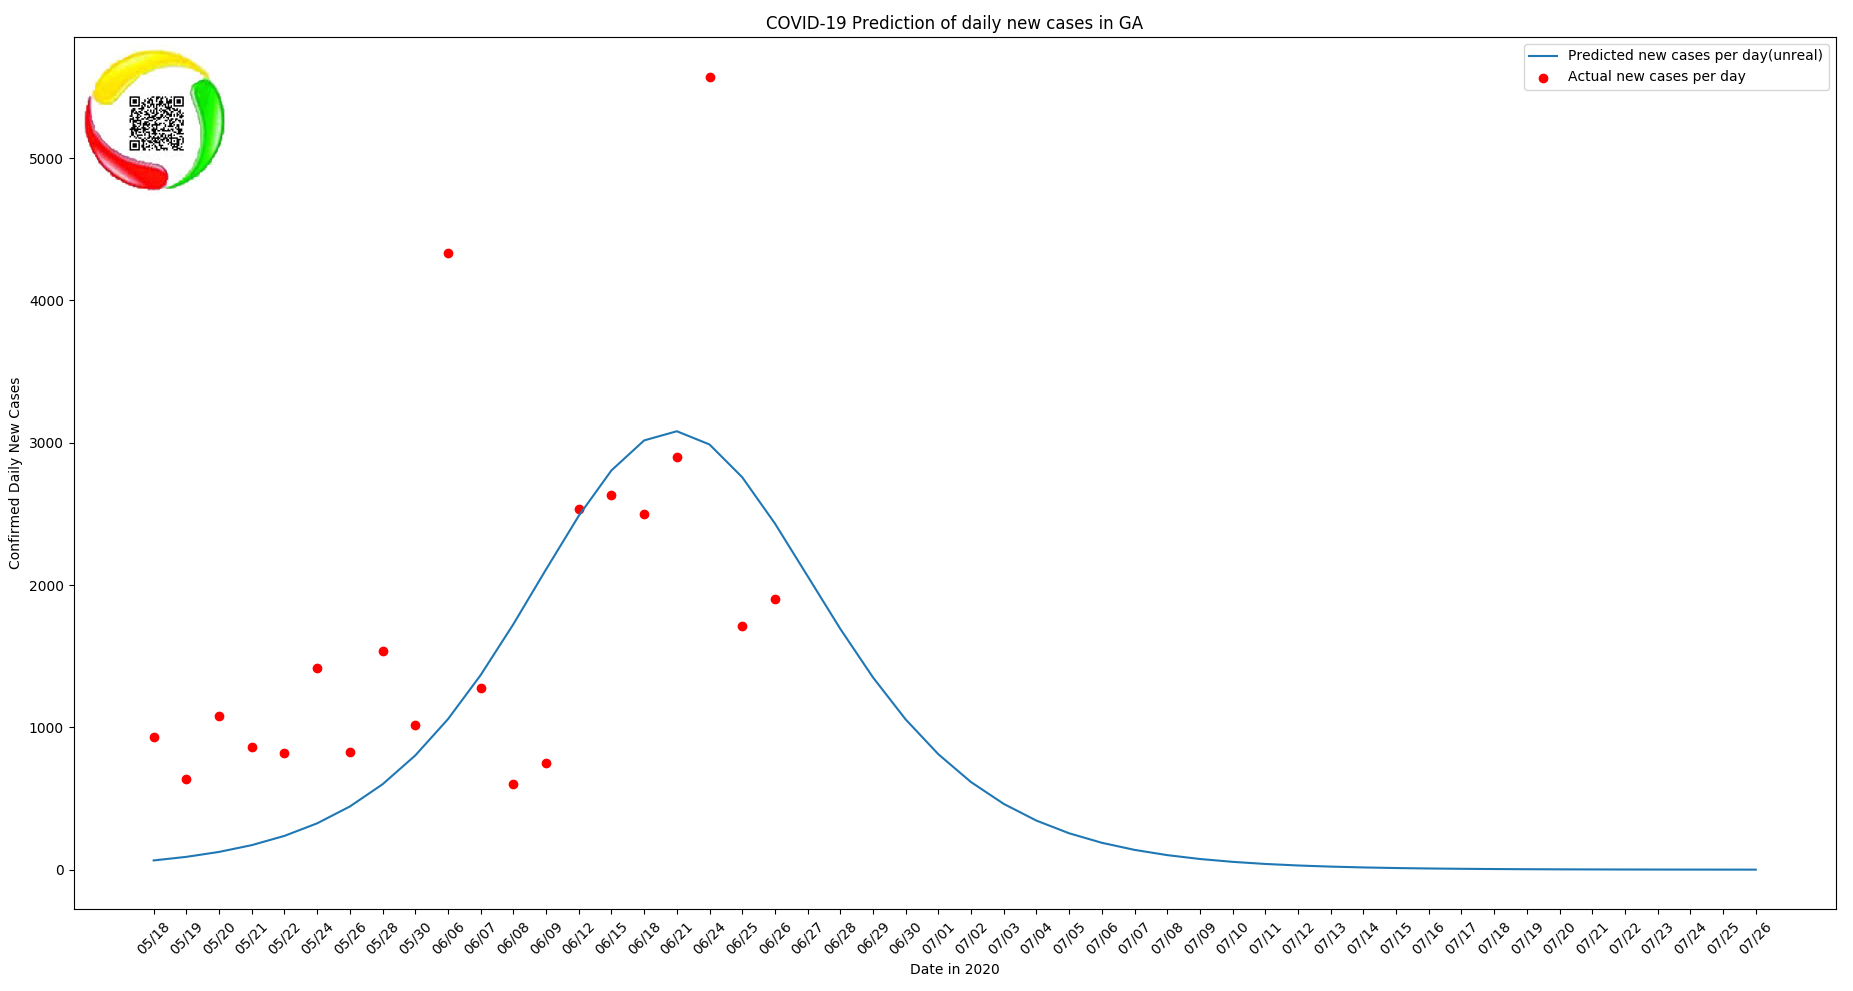 COVID-19 Prediction of daily new cases in GA
Predicted new cases per day(unreal)
Actual new cases per day
Confirmed Daily New Cases
5000
4000
3000
2000
1000
0
05/18 05/19 05/20 05/21 05/22 05/24 05/26 05/28 05/30 06/06 06/07 06/08 06/09 06/12 06/15 06/18 06/21 06/24 06/25 06/26 06/27 06/28 06/29 06/30 07/01 07/02 07/03 07/04 07/05 07/06 07/07 07/08 07/09 07/10 07/11 07/12 07/13 07/14 07/15 07/16 07/17 07/18 07/19 07/20 07/21 07/22 07/23 07/24 07/25 07/26
Date in 2020